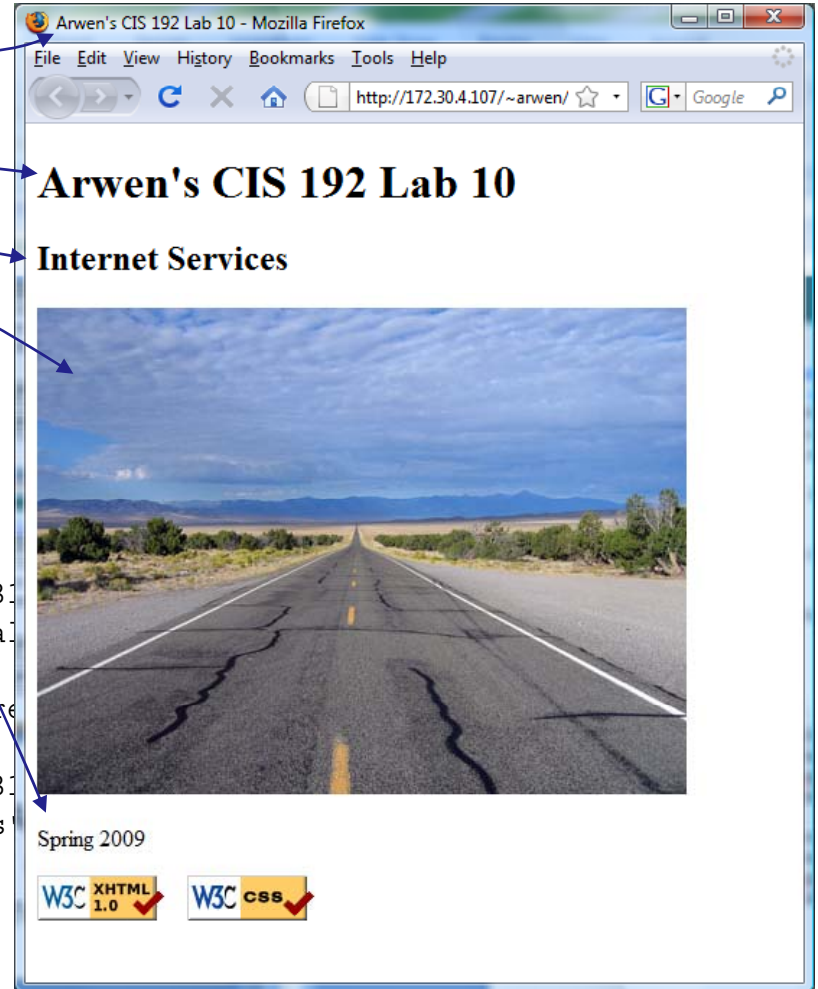 Arwen's CIS 192 Lab 10 - Mozilla Firefox
File Edit View History Bookmarks Tools Help
http://172.30.4.107/~arwen/ G Google
Arwen's CIS 192 Lab 10
Internet Services
Spring 2009
W3C XHTML 1.0 W3C css